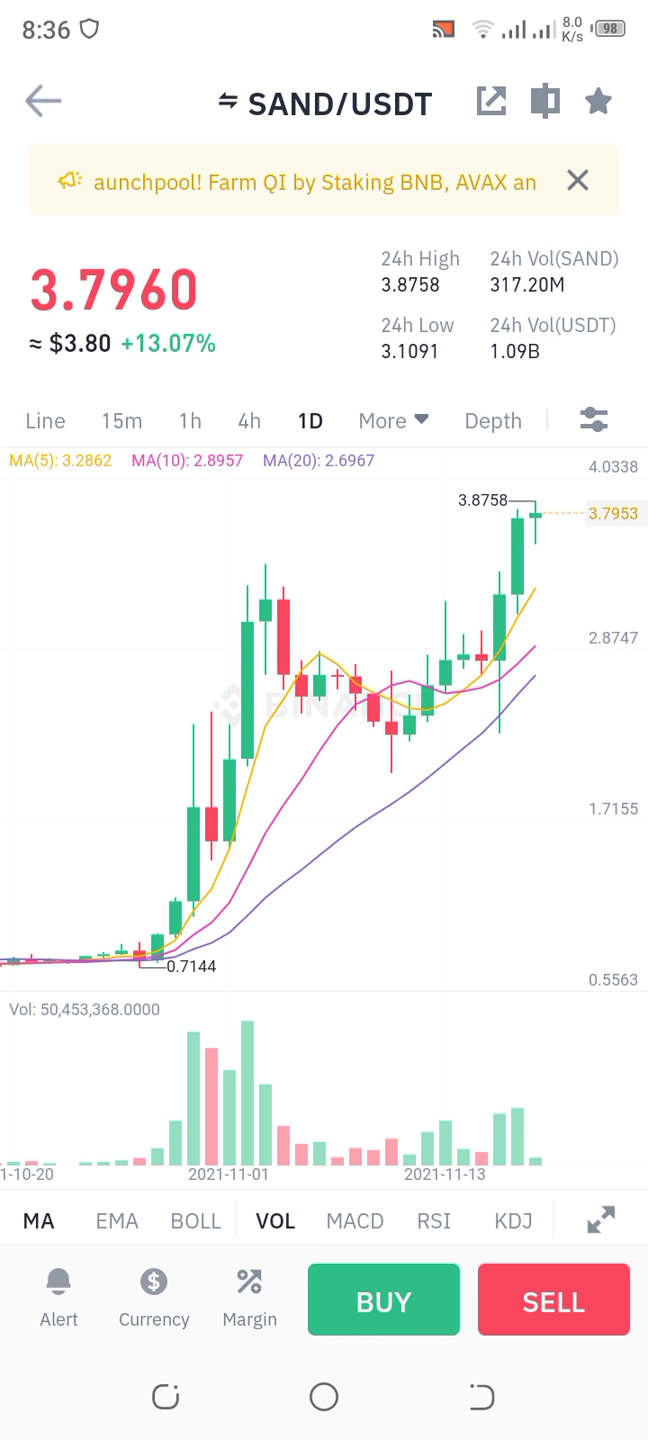 8:36
8.0
K/s
98
SAND/USDT
aunchpool! Farm QI by Staking BNB, AVAX an
3.7960
≈ $3.80 +13.07%
24h High
3.8758
24h Vol(SAND)
317.20M
24h Low
3.1091
24h Vol(USDT)
1.09B
Line 15m 1h 4h 1D More Depth
MA(5): 3.2862 MA(10): 2.8957 MA(20): 2.6967
4.0338
3.8758
3.7953
2.8747
BINANCE
1.7155
0.7144
0.5563
Vol: 50,453,368.0000
1-10-20 2021-11-01 2021-11-13
MA EMA BOLL VOL MACD RSI KDJ
Alert Currency Margin
BUY SELL